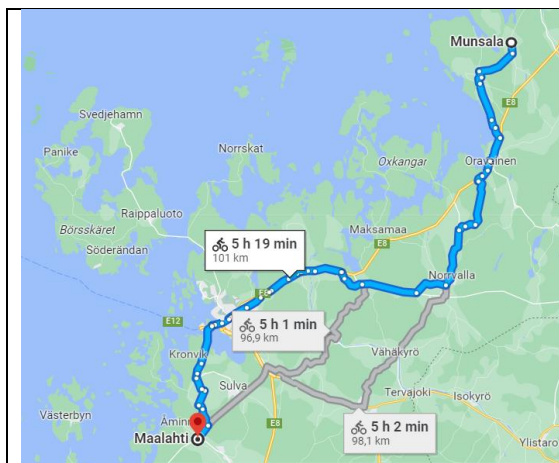 Munsala
E8
Svedjehamn
Panike
Norrskat
Oxkangar
Oravainen
Raippaluoto
Börsskäret
Söderändan
Maksamaa
E8
5 h 19 min
101 km
Norrvalla
E8
E12
5 h 1 min
96,9 km
Kronvik
Vähäkyrö
Sulva
Tervajoki
Isokyrö
Västerbyn
E8
5 h 2 min
98,1 km
Maalahti
Ylistaro